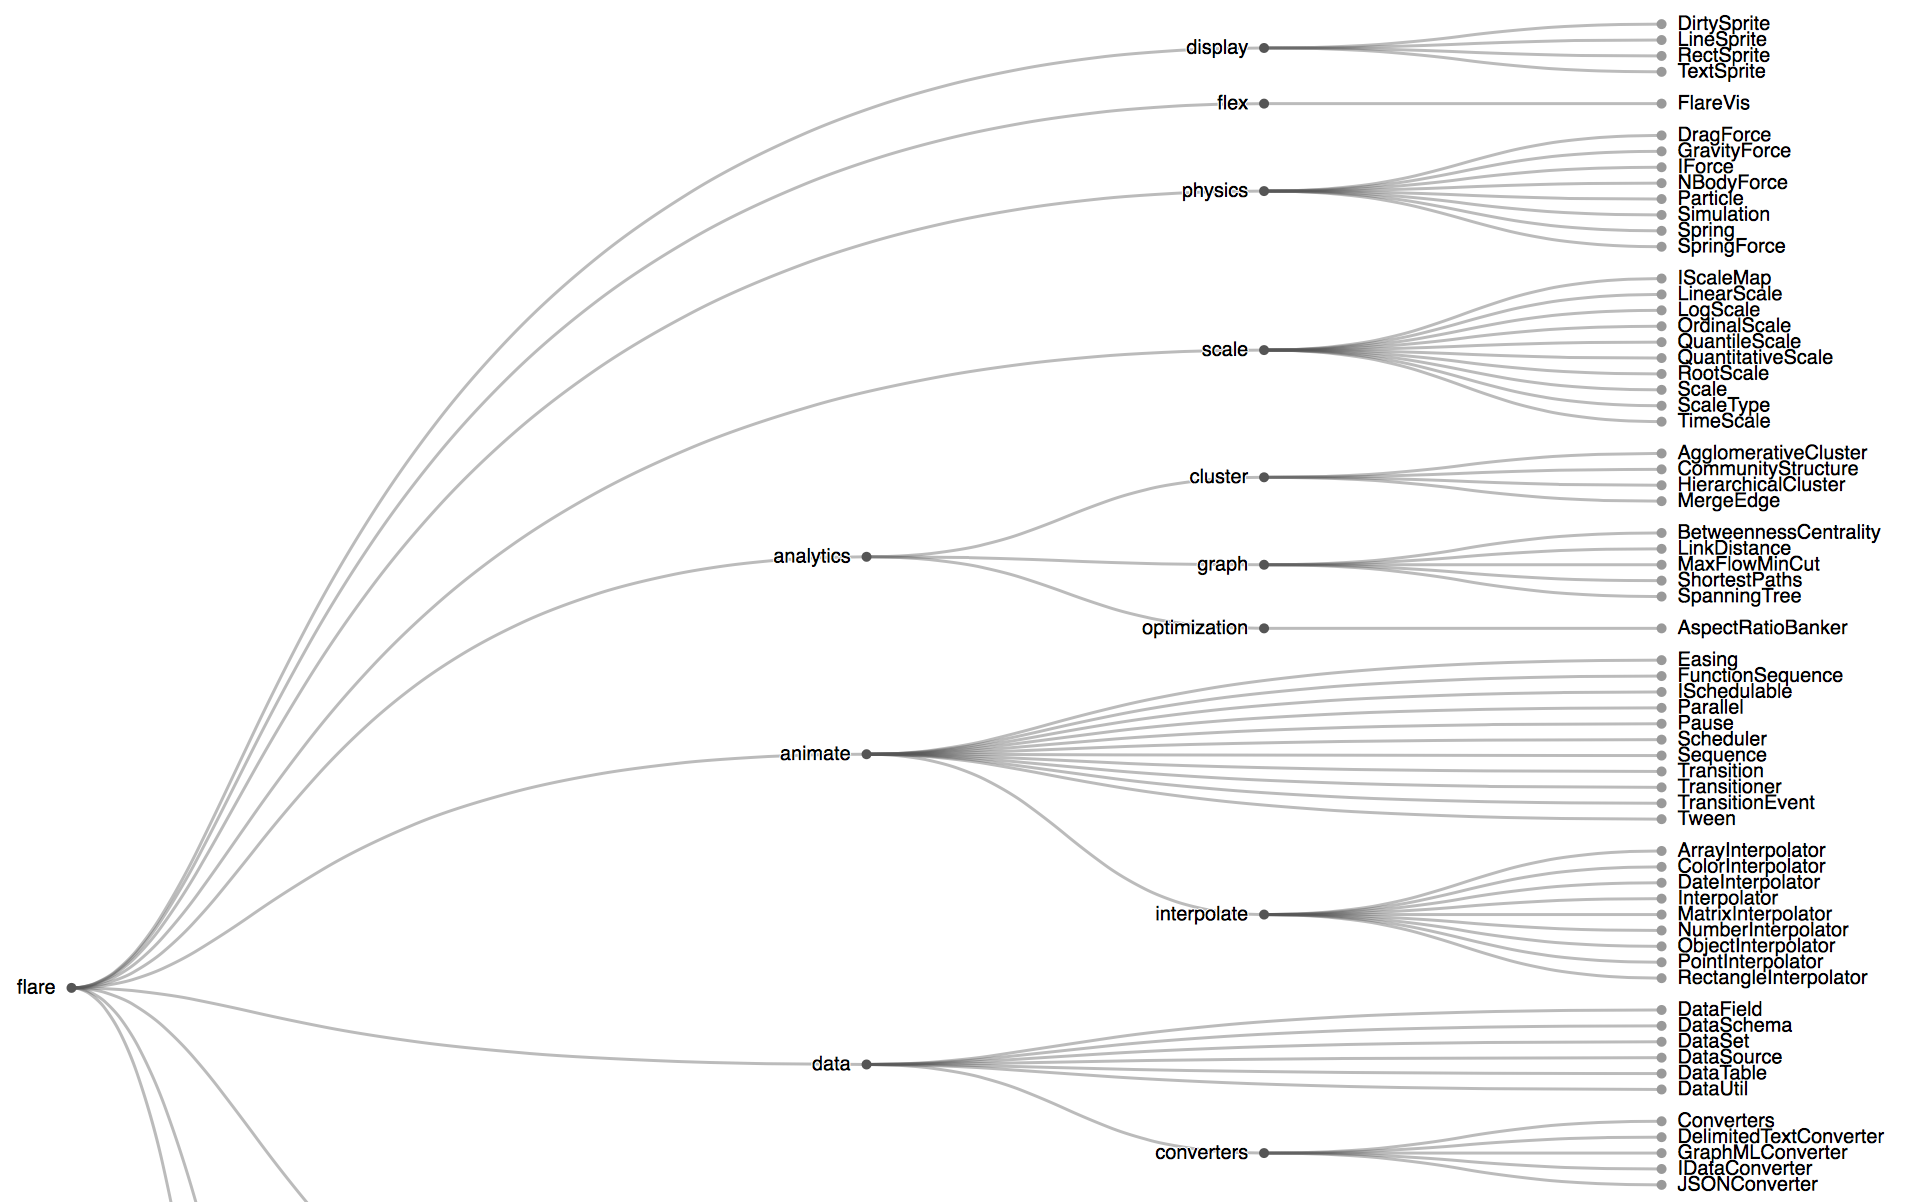 display
DirtySprite
LineSprite
RectSprite
TextSprite
flex
FlareVis
physics
DragForce
GravityForce
IForce
NBodyForce
Particle
Simulation
Spring
SpringForce
scale
IScaleMap
LinearScale
LogScale
OrdinalScale
QuantileScale
QuantitativeScale
RootScale
Scale
ScaleType
TimeScale
analytics
cluster
AgglomerativeCluster
CommunityStructure
HierarchicalCluster
MergeEdge
graph
BetweennessCentrality
LinkDistance
MaxFlowMinCut
ShortestPaths
SpanningTree
optimization
AspectRatioBanker
animate
Easing
FunctionSequence
ISchedulable
Parallel
Pause
Scheduler
Sequence
Transition
Transitioner
TransitionEvent
Tween
interpolate
ArrayInterpolator
ColorInterpolator
DateInterpolator
Interpolator
MatrixInterpolator
NumberInterpolator
ObjectInterpolator
PointInterpolator
RectangleInterpolator
flare
data
DataField
DataSchema
DataSet
DataSource
DataTable
DataUtil
converters
Converters
DelimitedTextConverter
GraphMLConverter
IDataConverter
JSONConverter